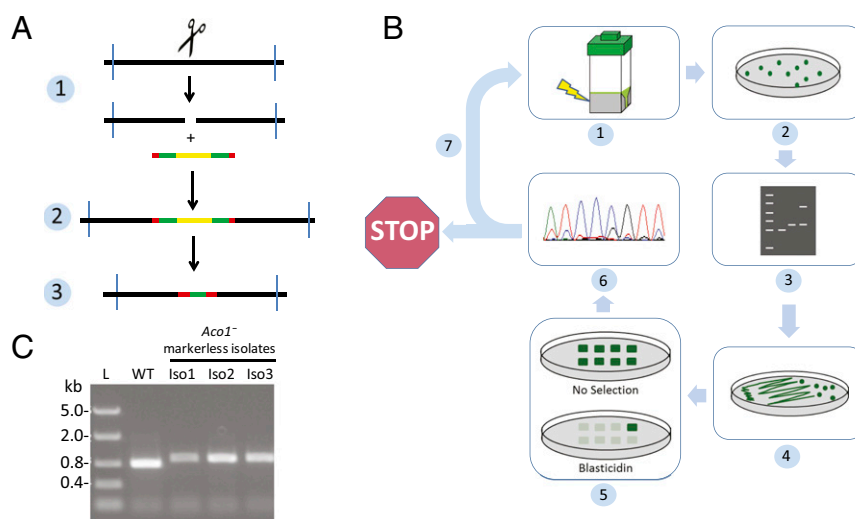 A
1
+
2
3
B
1
2
7
STOP
6
3
No Selection
Blasticidin
5
4
C
Aco1⁻
markerless isolates
kb
L WT Iso1 Iso2 Iso3
5.0-
2.0-
0.8-
0.4-